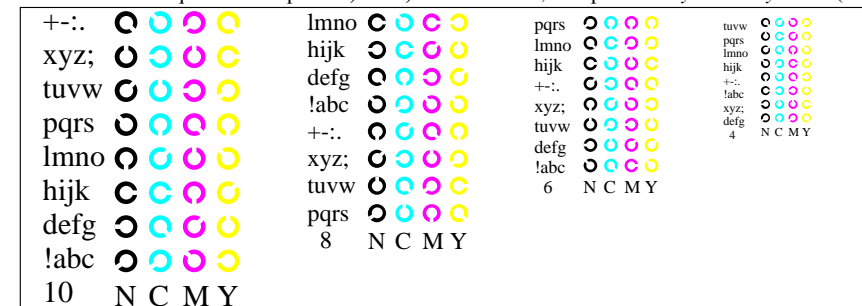 +-:.
xyz;
tuvw
pqrs
lmno
hijk
defg
!abc
10 N C M Y
lmno
hijk
defg
!abc
+-:.
xyz;
tuvw
pqrs
8 N C M Y
pqrs
lmno
hijk
+-:.
xyz;
tuvw
defg
!abc
6 N C M Y
tuvw
pqrs
lmno
hijk
+-:.
!abc
xyz;
defg
4 N C M Y